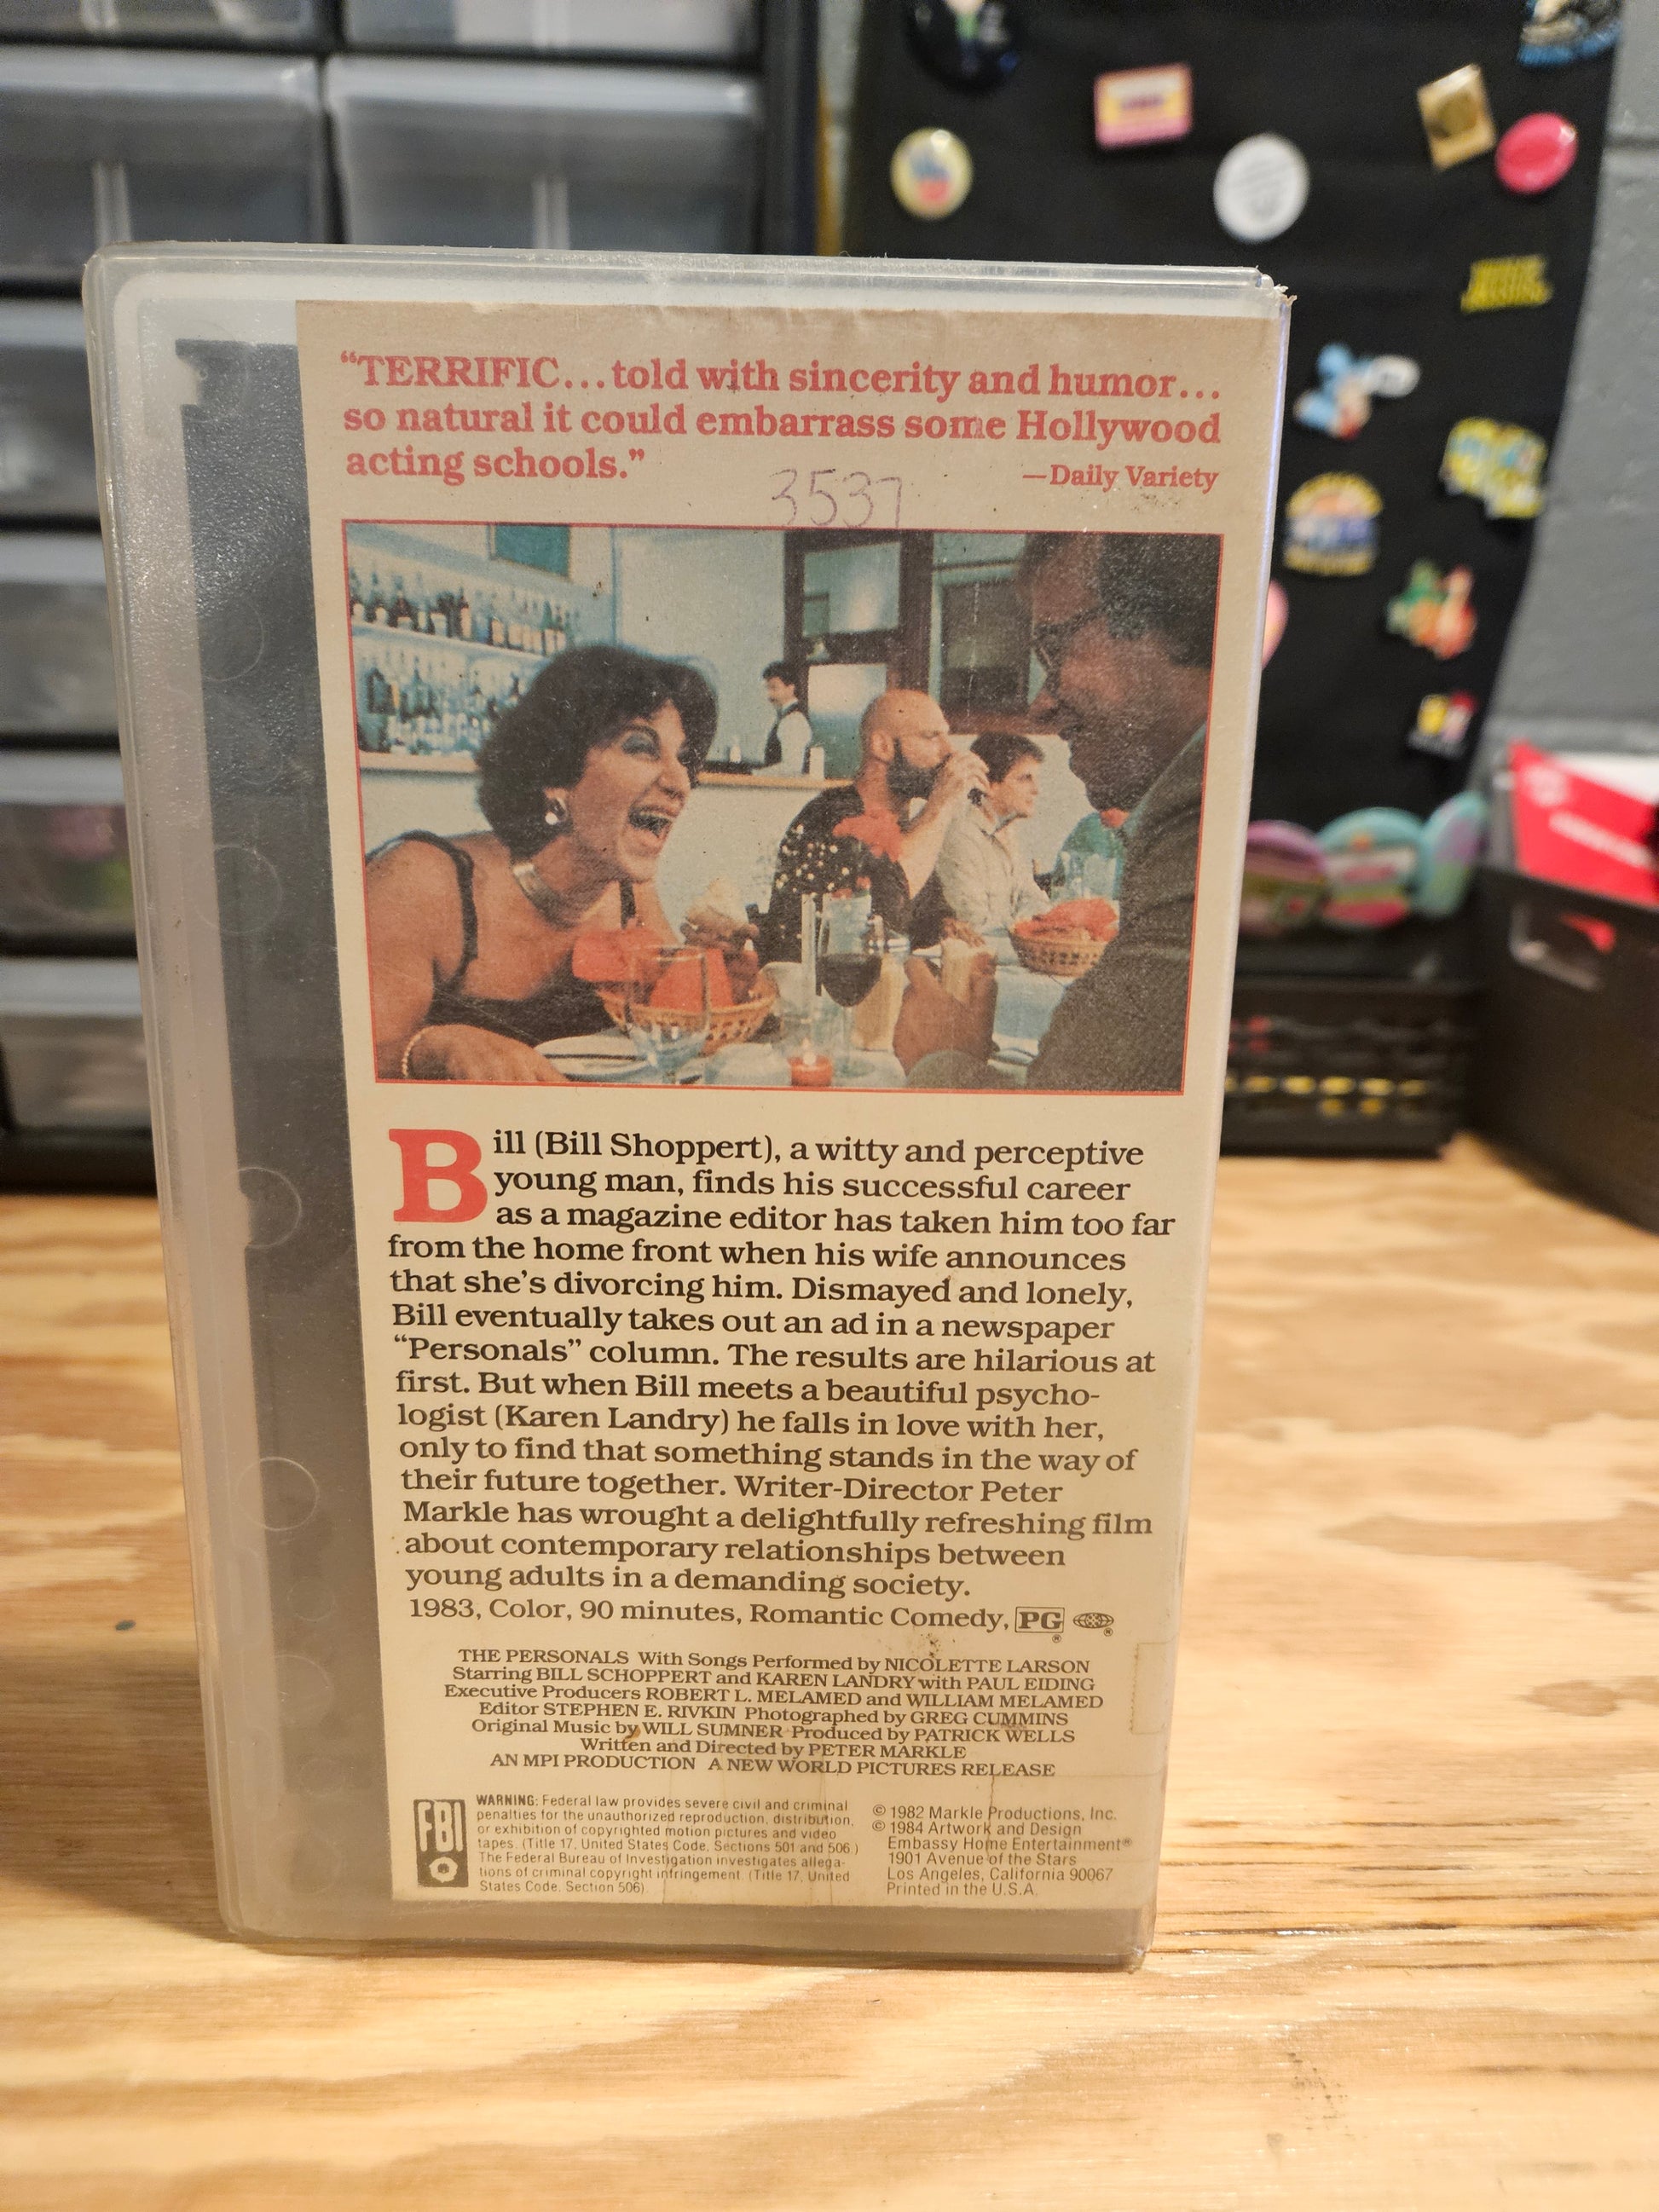 “TERRIFIC...told with sincerity and humor...
so natural it could embarrass some Hollywood
acting schools.”
—Daily Variety
3537
Bill (Bill Shoppert), a witty and perceptive
young man, finds his successful career
as a magazine editor has taken him too far
from the home front when his wife announces
that she's divorcing him. Dismayed and lonely,
Bill eventually takes out an ad in a newspaper
“Personals” column. The results are hilarious at
first. But when Bill meets a beautiful psycho-
logist (Karen Landry) he falls in love with her,
only to find that something stands in the way of
their future together. Writer-Director Peter
Markle has wrought a delightfully refreshing film
about contemporary relationships between
young adults in a demanding society.
1983, Color, 90 minutes, Romantic Comedy, PG ®  ®
THE PERSONALS With Songs Performed by NICOLETTE LARSON
Starring BILL SCHOPPERT and KAREN LANDRY with PAUL EIDING
Executive Producers ROBERT L. MELAMED and WILLIAM MELAMED
Editor STEPHEN E. RIVKIN Photographed by GREG CUMMINS
Original Music by WILL SUMNER Produced by PATRICK WELLS
Written and Directed by PETER MARKLE
AN MPI PRODUCTION A NEW WORLD PICTURES RELEASE
FBI
WARNING: Federal law provides severe civil and criminal
penalties for the unauthorized reproduction, distribution,
or exhibition of copyrighted motion pictures and video
tapes. (Title 17, United States Code, Sections 501 and 506.)
The Federal Bureau of Investigation investigates allega-
tions of criminal copyright infringement. (Title 17, United
States Code, Section 506).
© 1982 Markle Productions, Inc.
© 1984 Artwork and Design
Embassy Home Entertainment®
1901 Avenue of the Stars
Los Angeles, California 90067
Printed in the U.S.A.